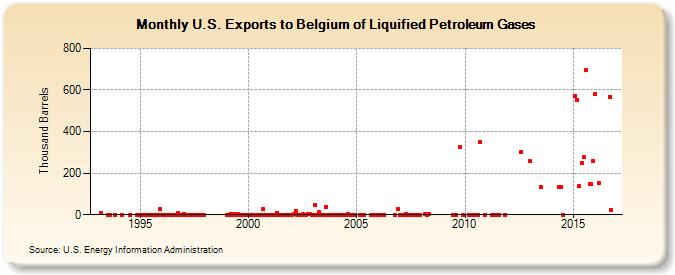 Monthly U.S. Exports to Belgium of Liquified Petroleum Gases
Thousand Barrels
800
600
400
200
0
1995 2000 2005 2010 2015
Source: U.S. Energy Information Administration